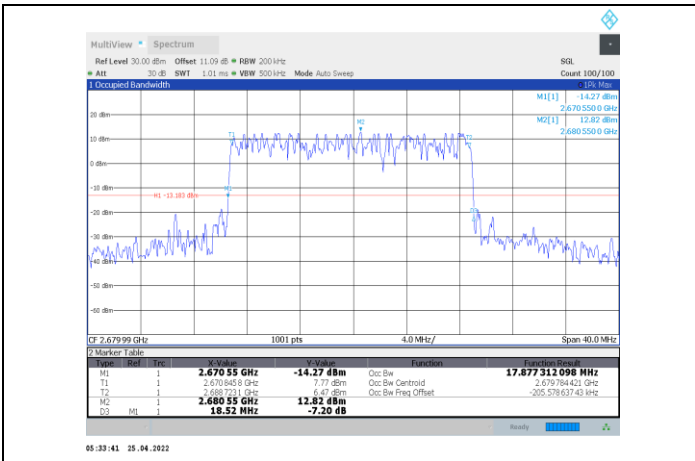 MultiView Spectrum
Ref Level 30.00 dBm Offset 11.09 dB RBW 200 kHz SGL
Att 30 dB SWT 1.01 ms VBW 500 kHz Mode Auto Sweep Count 100/100
1 Occupied Bandwidth 1Pk Max
M1[1] -14.27 dBm
2.670 550 0 GHz
M2[1] 12.82 dBm
2.680 550 0 GHz
20 dBm
M2
T1 T2
10 dBm
0 dBm
-10 dBm
M1
H1 -13.183 dBm
-20 dBm
D3
-30 dBm
-40 dBm
-50 dBm
-60 dBm
CF 2.679 99 GHz 1001 pts 4.0 MHz/ Span 40.0 MHz
2 Marker Table
Type Ref Trc X-Value Y-Value Function Function Result
M1 1 2.670 55 GHz -14.27 dBm Occ Bw 17.877 312 098 MHz
T1 1 2.670 845 8 GHz 7.77 dBm Occ Bw Centroid 2.679 784 421 GHz
T2 1 2.688 723 1 GHz 6.47 dBm Occ Bw Freq Offset -205.578 637 43 kHz
M2 1 2.680 55 GHz 12.82 dBm
D3 M1 1 18.52 MHz -7.20 dB
Ready
05:33:41 25.04.2022